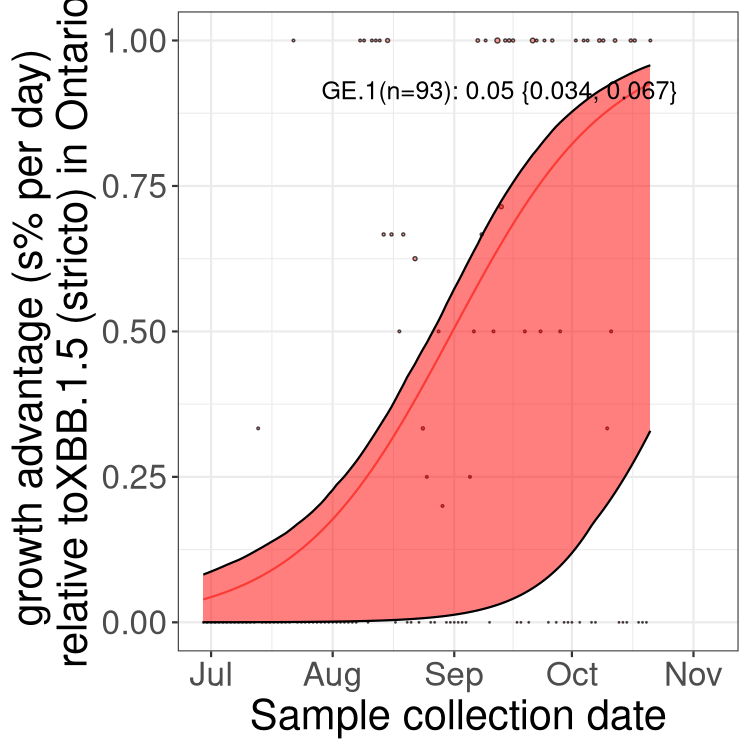 growth advantage (s% per day)
relative toXBB.1.5 (stricto) in Ontario
1.00
0.75
0.50
0.25
0.00
GE.1(n=93): 0.05 {0.034, 0.067}
Jul Aug Sep Oct Nov
Sample collection date